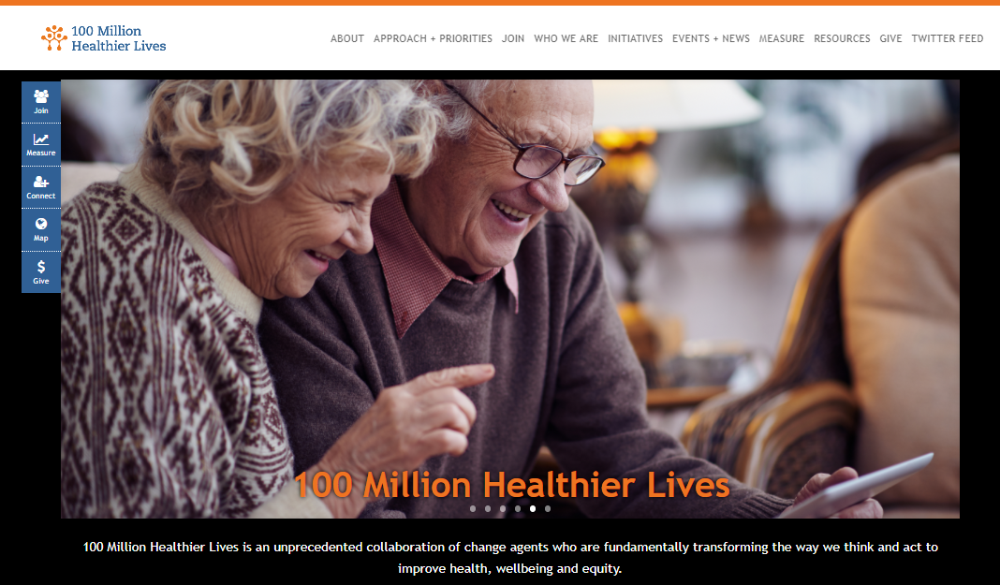 100 Million
Healthier Lives
ABOUT APPROACH + PRIORITIES JOIN WHO WE ARE INITIATIVES EVENTS + NEWS MEASURE RESOURCES GIVE TWITTER FEED
Join
Measure
Connect
Map
Give
100 Million Healthier Lives
100 Million Healthier Lives is an unprecedented collaboration of change agents who are fundamentally transforming the way we think and act to
improve health, wellbeing and equity.